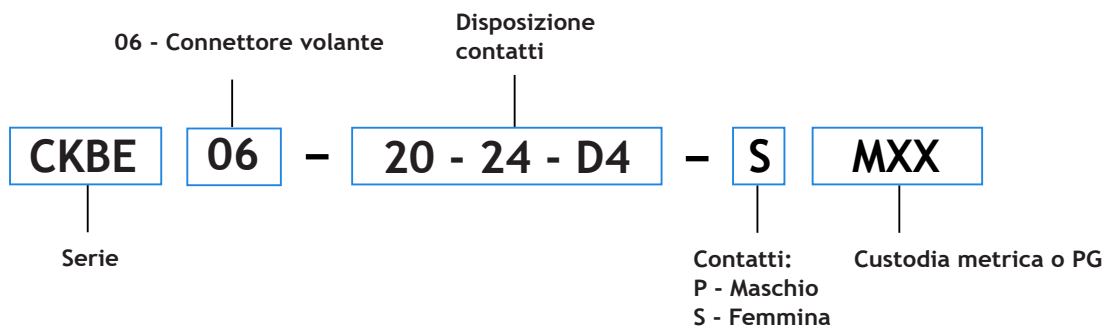 06 - Connettore volante
Disposizione
contatti
CKBE 06 – 20 - 24 - D4 – S MXX
Serie
Contatti:
P - Maschio
S - Femmina
Custodia metrica o PG